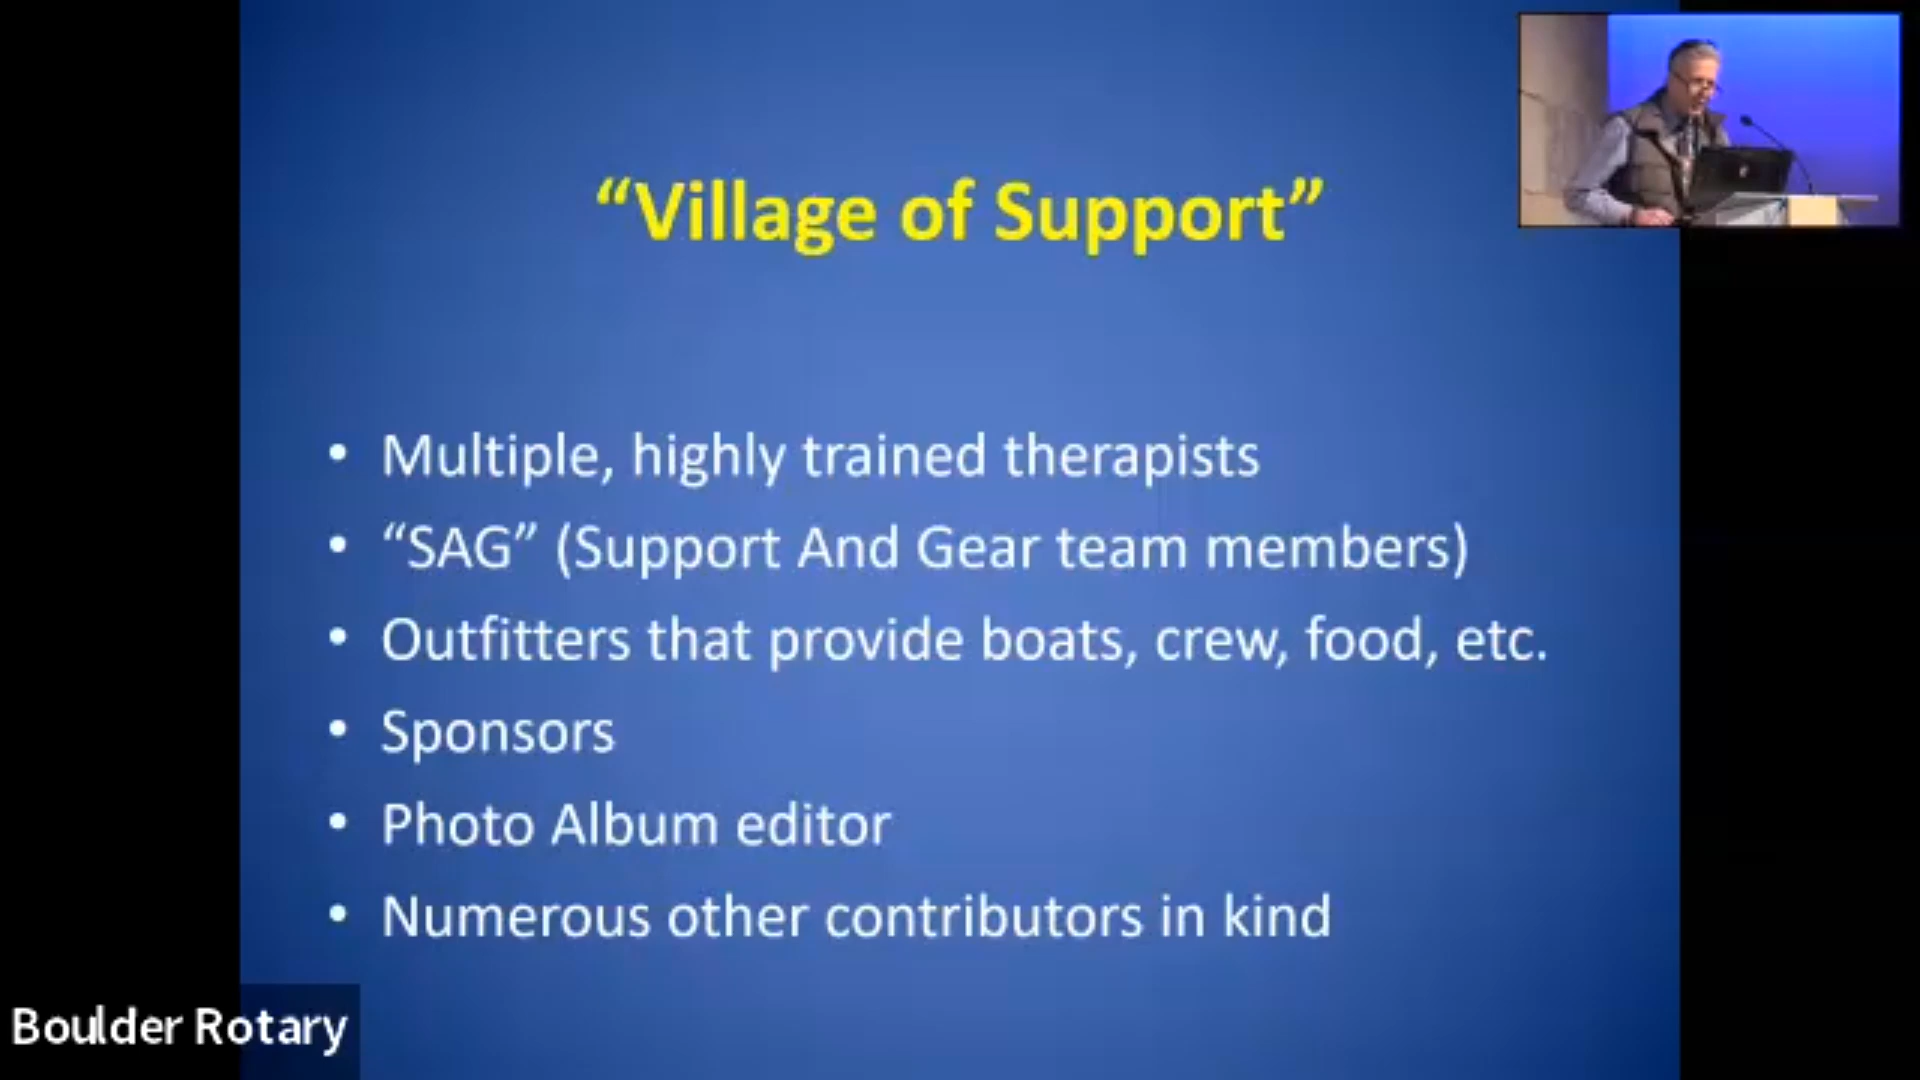 “Village of Support”
• Multiple, highly trained therapists
• “SAG” (Support And Gear team members)
• Outfitters that provide boats, crew, food, etc.
• Sponsors
• Photo Album editor
• Numerous other contributors in kind
Boulder Rotary